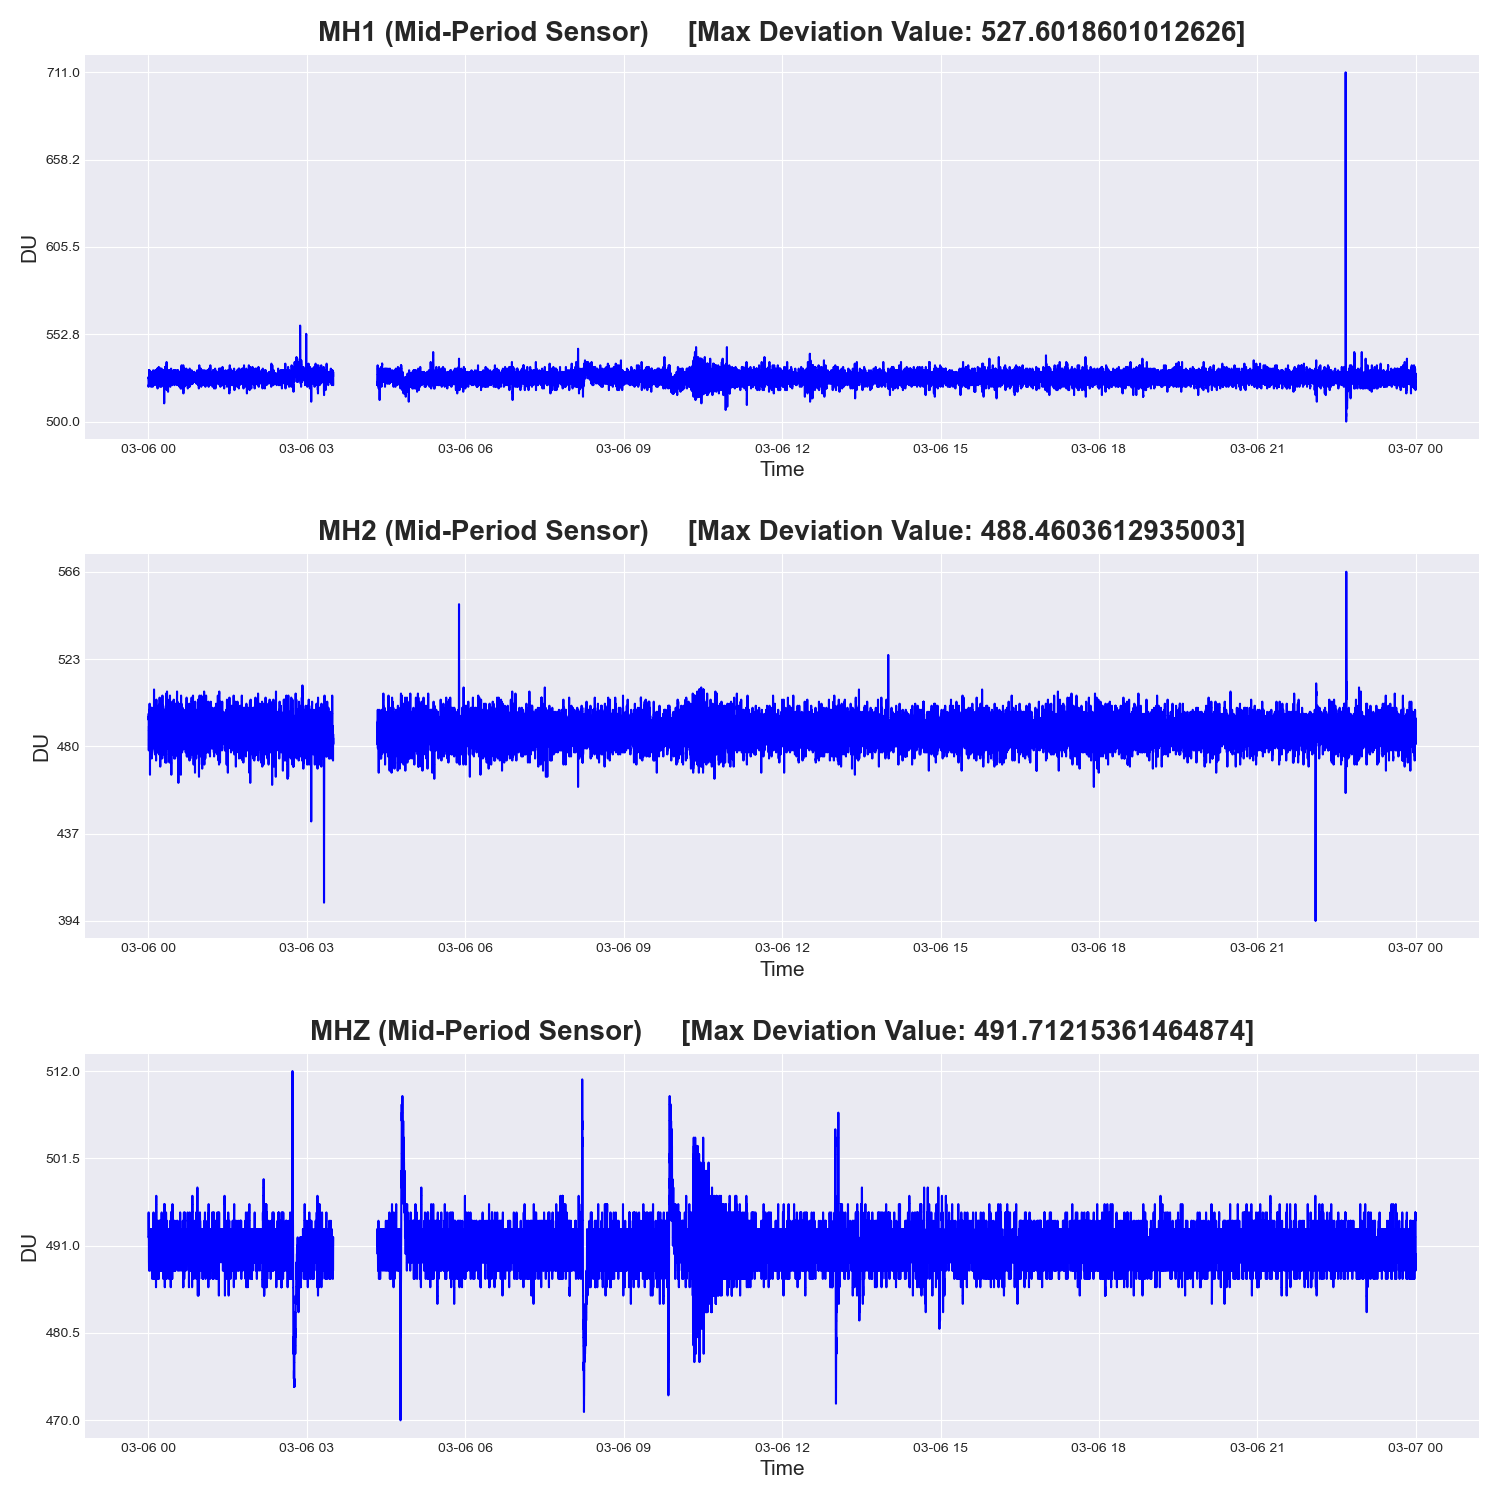 MH1 (Mid-Period Sensor) [Max Deviation Value: 527.6018601012626]
711.0
658.2
605.5
552.8
500.0
DU
03-06 00 03-06 03 03-06 06 03-06 09 03-06 12 03-06 15 03-06 18 03-06 21 03-07 00
Time
MH2 (Mid-Period Sensor) [Max Deviation Value: 488.4603612935003]
566
523
480
437
394
DU
03-06 00 03-06 03 03-06 06 03-06 09 03-06 12 03-06 15 03-06 18 03-06 21 03-07 00
Time
MHZ (Mid-Period Sensor) [Max Deviation Value: 491.71215361464874]
512.0
501.5
491.0
480.5
470.0
DU
03-06 00 03-06 03 03-06 06 03-06 09 03-06 12 03-06 15 03-06 18 03-06 21 03-07 00
Time